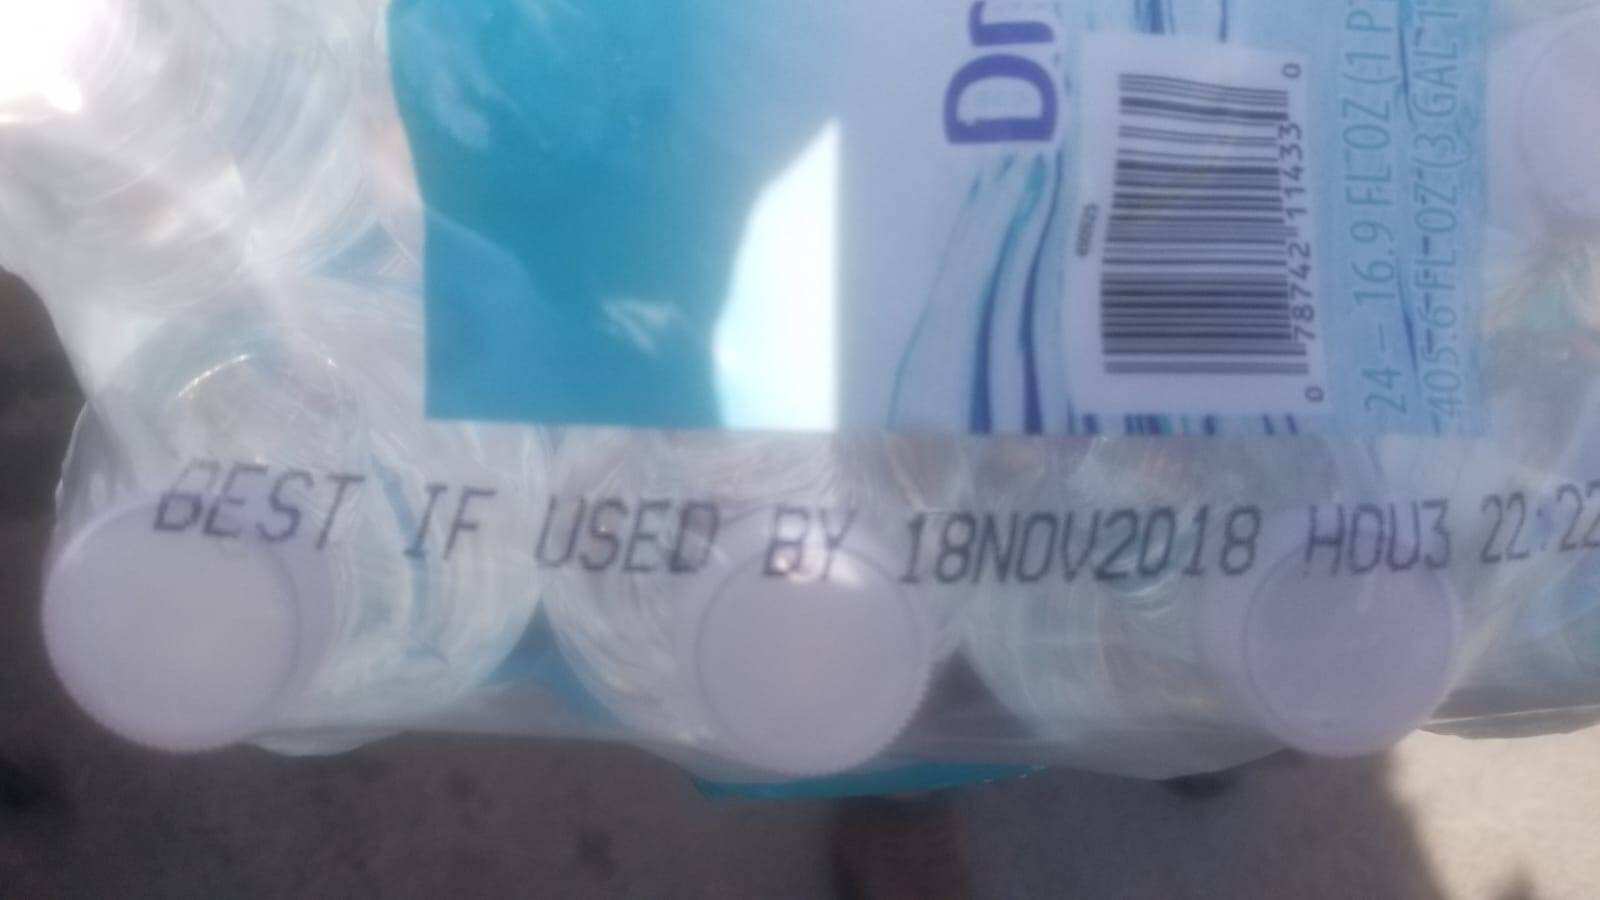 Dr
0 78742 11433 0
24 - 16.9 FL OZ (1 PT
405.6 FL OZ (3 GAL 1
BEST IF USED BY 18NOV2018 HOU3 22:22